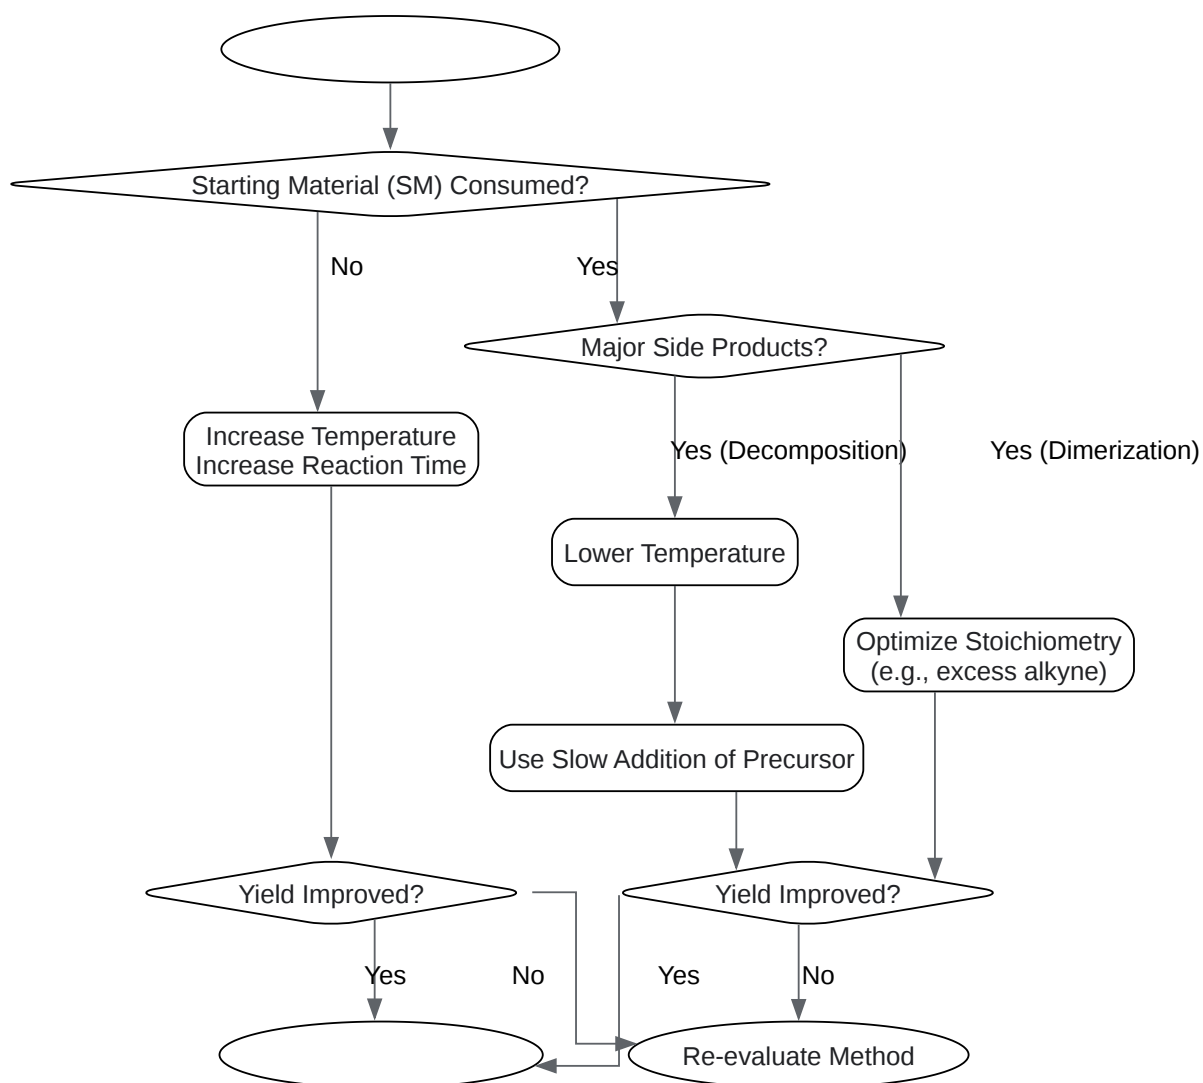 Starting Material (SM) Consumed?
No
Yes
Major Side Products?
Increase Temperature
Increase Reaction Time
Yes (Decomposition)
Yes (Dimerization)
Lower Temperature
Optimize Stoichiometry
(e.g., excess alkyne)
Use Slow Addition of Precursor
Yield Improved?
Yield Improved?
Yes
No
Yes
No
Re-evaluate Method